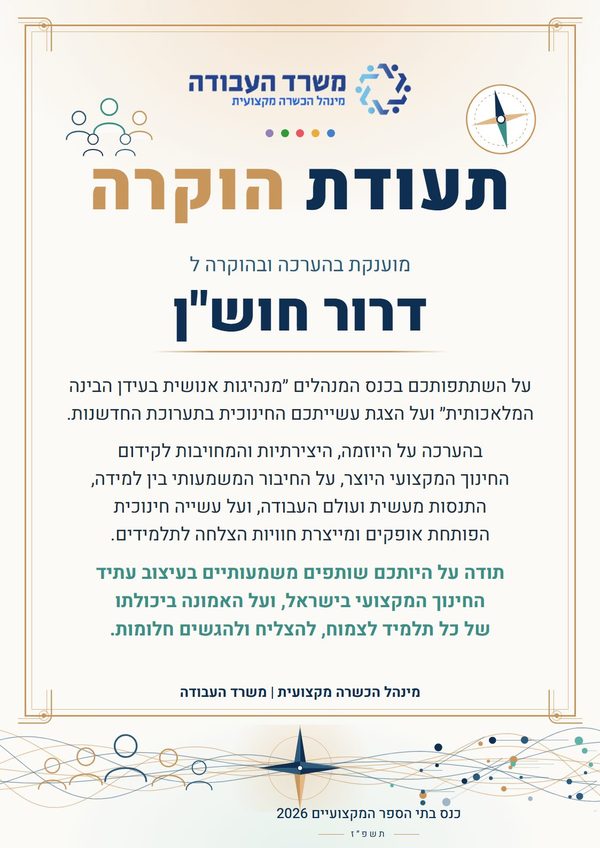 משרד העבודה
מינהל הכשרה מקצועית
תעודת הוקרה
מוענקת בהערכה ובהוקרה ל
דרור חוש"ן
על השתתפותכם בכנס המנהלים "מנהיגות אנושית בעידן הבינה
המלאכותית" ועל הצגת עשייתכם החינוכית בתערוכת החדשנות.
בהערכה על היוזמה, היצירתיות והמחויבות לקידום
החינוך המקצועי היוצר, על החיבור המשמעותי בין למידה,
התנסות מעשית ועולם העבודה, ועל עשייה חינוכית
הפותחת אופקים ומייצרת חוויות הצלחה לתלמידים.
תודה על היותכם שותפים משמעותיים בעיצוב עתיד
החינוך המקצועי בישראל, ועל האמונה ביכולתו
של כל תלמיד לצמוח, להצליח ולהגשים חלומות.
מינהל הכשרה מקצועית | משרד העבודה
כנס בתי הספר המקצועיים 2026
תשפ"ז